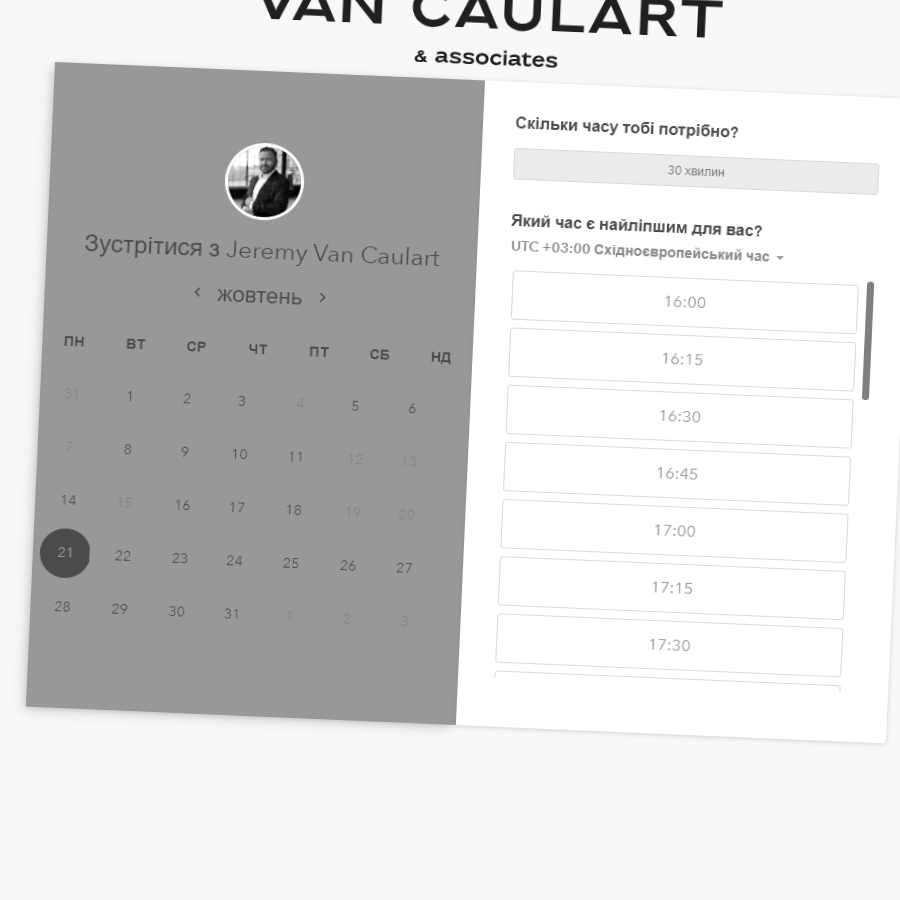 VAN CAULART
& associates
Зустрітися з Jeremy Van Caulart
жовтень
ПН ВТ СР ЧТ ПТ СБ НД
31 1 2 3 4 5 6
7 8 9 10 11 12 13
14 15 16 17 18 19 20
21 22 23 24 25 26 27
28 29 30 31 1 2 3
Скільки часу тобі потрібно?
30 хвилин
Який час є найліпшим для вас?
UTC +03:00 Східноєвропейський час
16:00
16:15
16:30
16:45
17:00
17:15
17:30